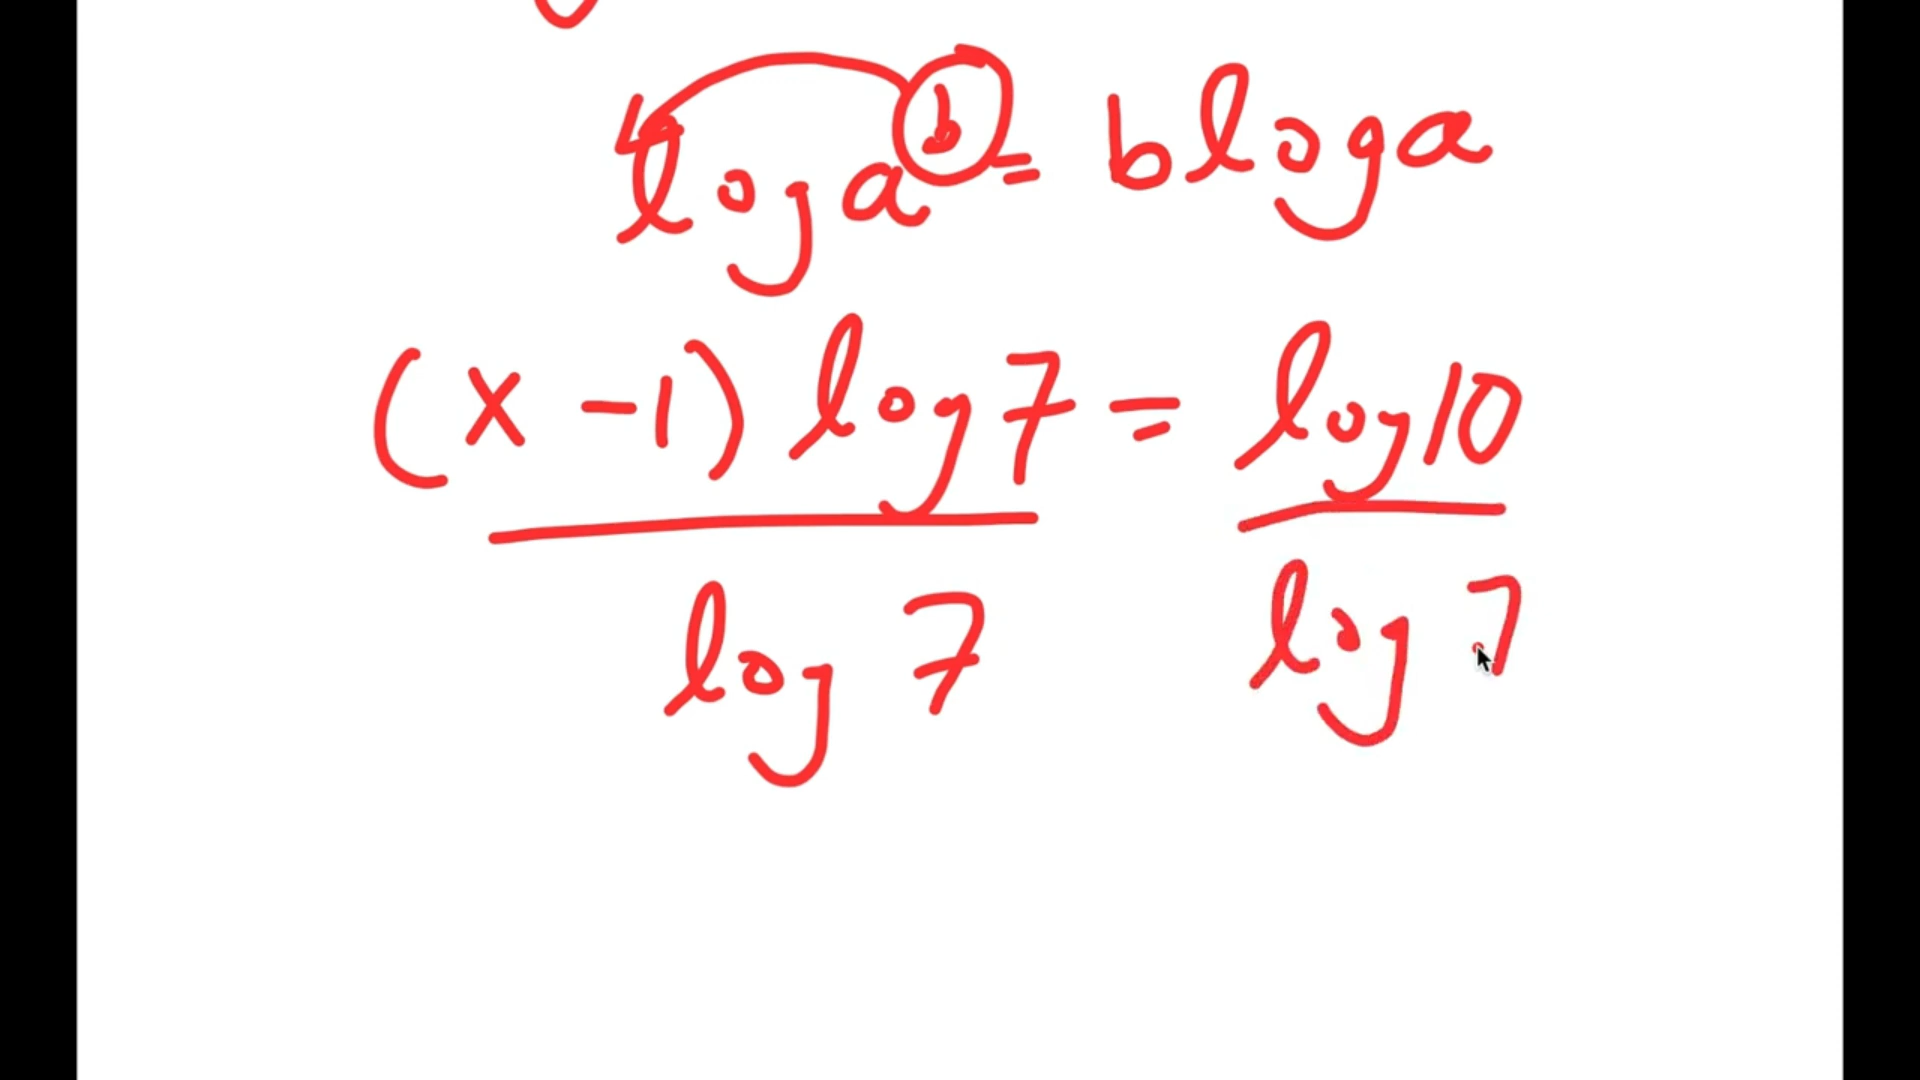 log a^b = b log a
(x - 1) log 7 = log 10
log 7 log 7